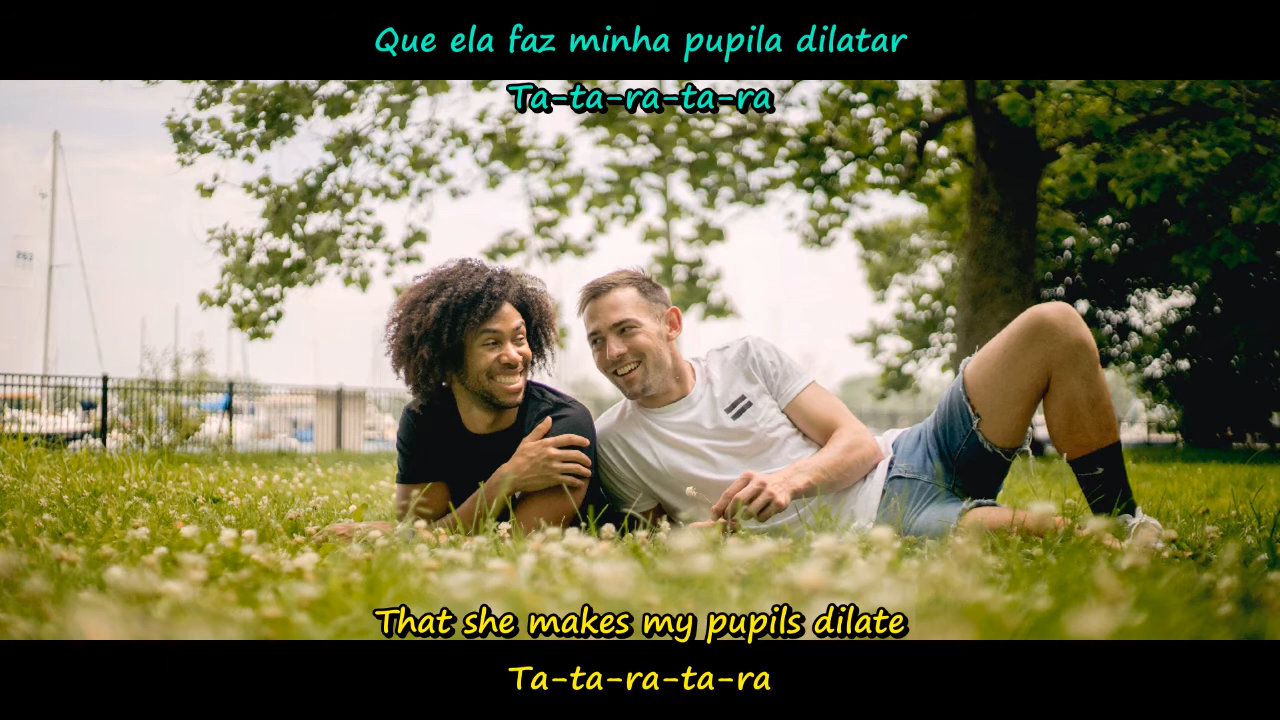 Que ela faz minha pupila dilatar
Ta-ta-ra-ta-ra
263
That she makes my pupils dilate
Ta-ta-ra-ta-ra